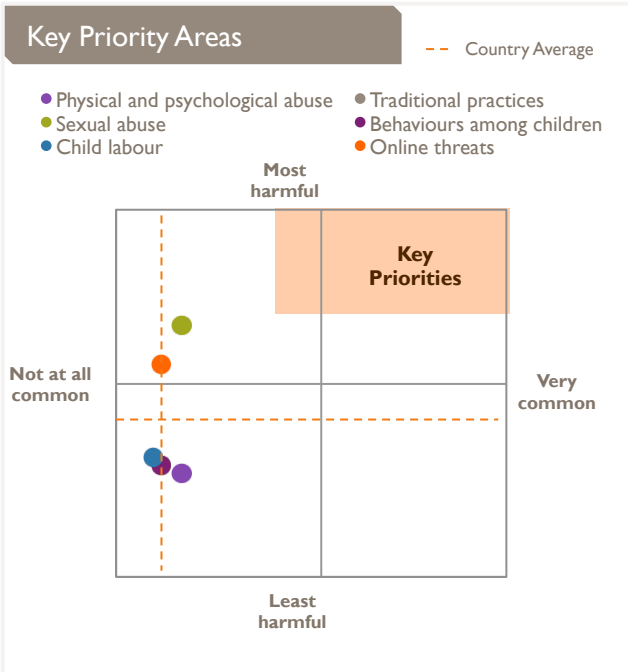 Key Priority Areas
Country Average
Physical and psychological abuse
Traditional practices
Sexual abuse
Behaviours among children
Child labour
Online threats
Most
harmful
Key
Priorities
Not at all
common
Very
common
Least
harmful